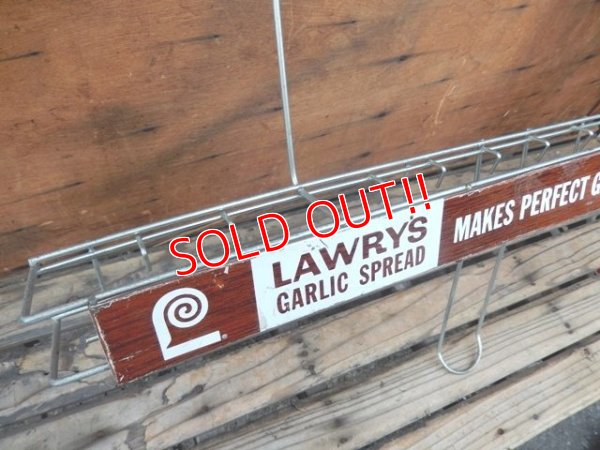 SOLD OUT!!
LAWRY'S
GARLIC SPREAD
MAKES PERFECT G